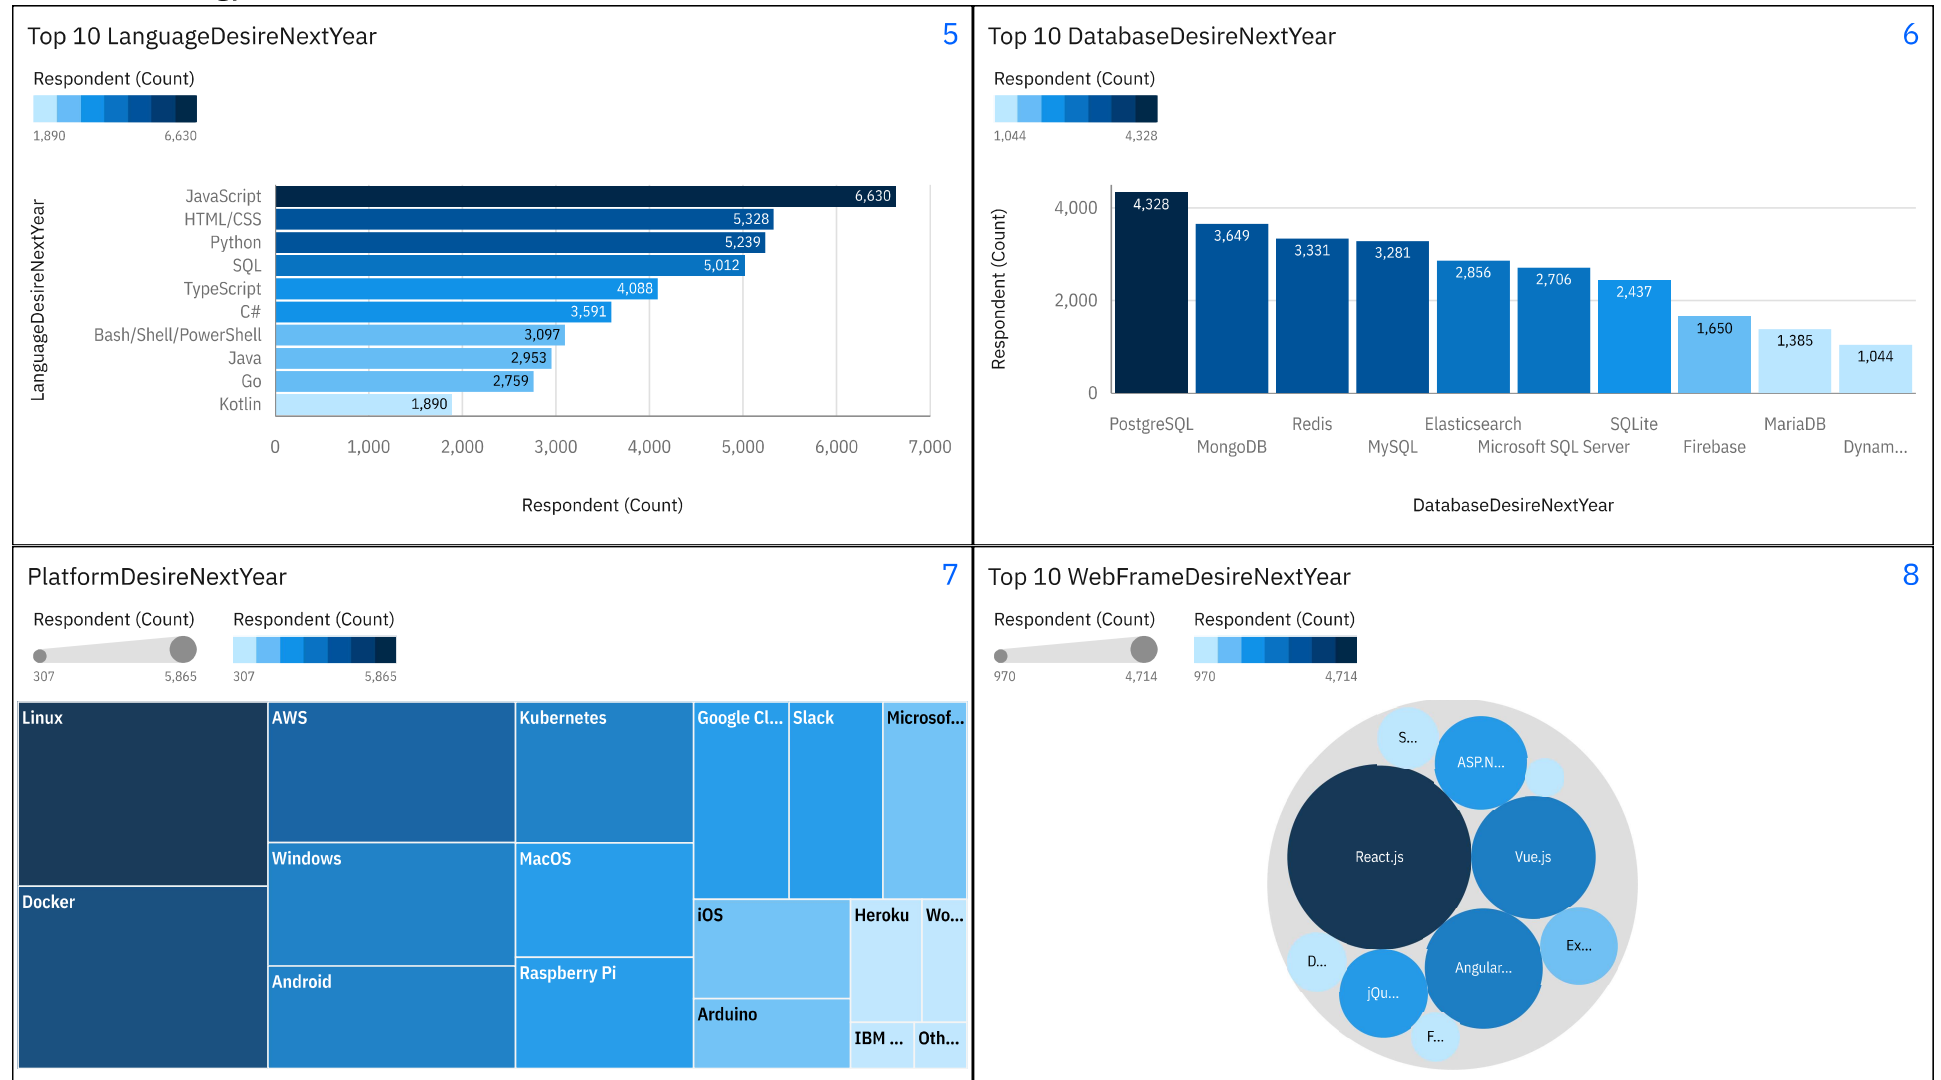 Top 10 LanguageDesireNextYear
5
Respondent (Count)
1,890 6,630
LanguageDesireNextYear
JavaScript 6,630
HTML/CSS 5,328
Python 5,239
SQL 5,012
TypeScript 4,088
C# 3,591
Bash/Shell/PowerShell 3,097
Java 2,953
Go 2,759
Kotlin 1,890
0 1,000 2,000 3,000 4,000 5,000 6,000 7,000
Respondent (Count)
Top 10 DatabaseDesireNextYear
6
Respondent (Count)
1,044 4,328
Respondent (Count)
4,000
2,000
0
4,328 3,649 3,331 3,281 2,856 2,706 2,437 1,650 1,385 1,044
PostgreSQL Redis Elasticsearch SQLite MariaDB
MongoDB MySQL Microsoft SQL Server Firebase Dynam...
DatabaseDesireNextYear
PlatformDesireNextYear
7
Respondent (Count) Respondent (Count)
307 5,865 307 5,865
Linux AWS Kubernetes Google Cl... Slack Microsof...
Windows MacOS
Docker iOS Heroku Wo...
Android Raspberry Pi
Arduino IBM ... Oth...
Top 10 WebFrameDesireNextYear
8
Respondent (Count) Respondent (Count)
970 4,714 970 4,714
S...
ASP.N...
React.js Vue.js
Ex...
D... Angular...
jQu...
F...